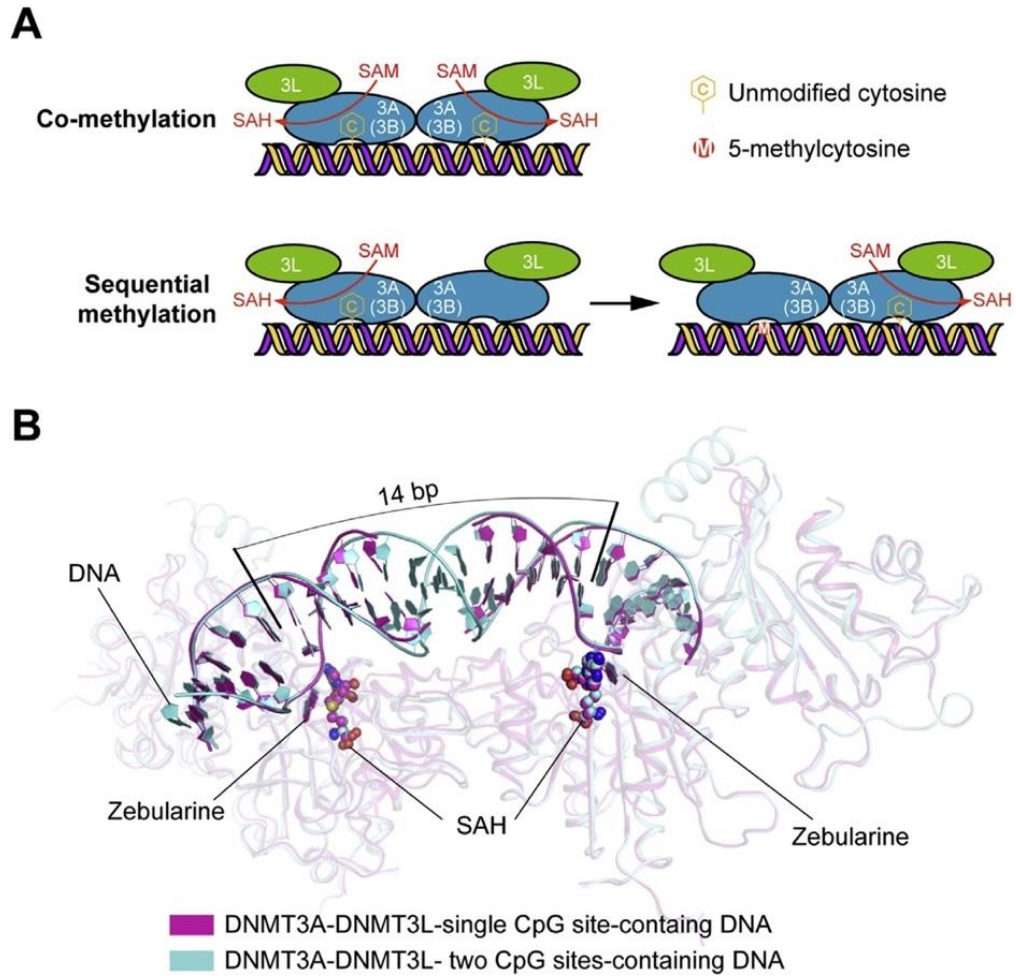 A
SAM SAM
3L 3L
Co-methylation SAH 3A 3A SAH
(3B) (3B)
C C
C Unmodified cytosine
M 5-methylcytosine
Sequential
methylation
3L SAM 3L
SAH 3A 3A
(3B) (3B)
C
3L SAM 3L
3A 3A SAH
(3B) (3B)
M C
B
14 bp
DNA
Zebularine
SAH
Zebularine
DNMT3A-DNMT3L-single CpG site-containg DNA
DNMT3A-DNMT3L- two CpG sites-containing DNA